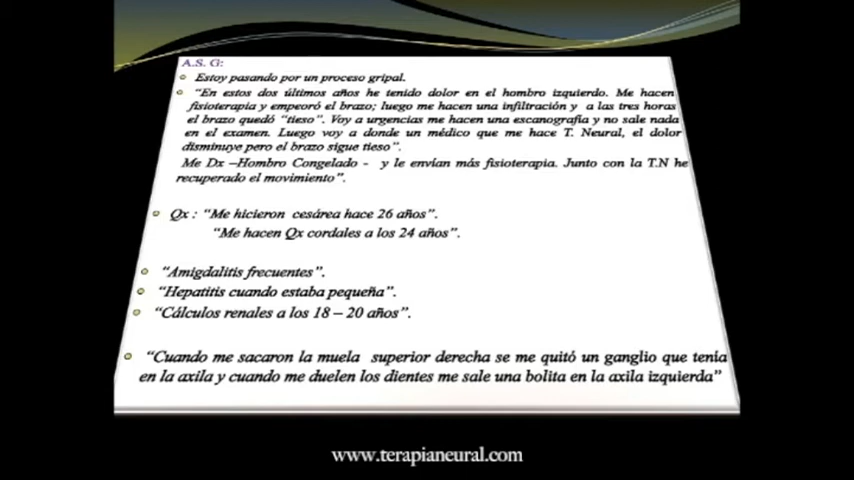 A.S. G:
Estoy pasando por un proceso gripal.
"En estos dos últimos años he tenido dolor en el hombro izquierdo. Me hacen
fisioterapia y empeoró el brazo; luego me hacen una infiltración y a las tres horas
el brazo quedó "tieso". Voy a urgencias me hacen una escanografia y no sale nada
en el examen. Luego voy a donde un médico que me hace T. Neural, el dolor
disminuye pero el brazo sigue tieso".
Me Dx –Hombro Congelado - y le envían más fisioterapia. Junto con la T.N he
recuperado el movimiento".
Qx : "Me hicieron cesárea hace 26 años".
"Me hacen Qx cordales a los 24 años".
"Amigdalitis frecuentes".
"Hepatitis cuando estaba pequeña".
"Cálculos renales a los 18 – 20 años".
"Cuando me sacaron la muela superior derecha se me quitó un ganglio que tenía
en la axila y cuando me duelen los dientes me sale una bolita en la axila izquierda"
www.terapianeural.com